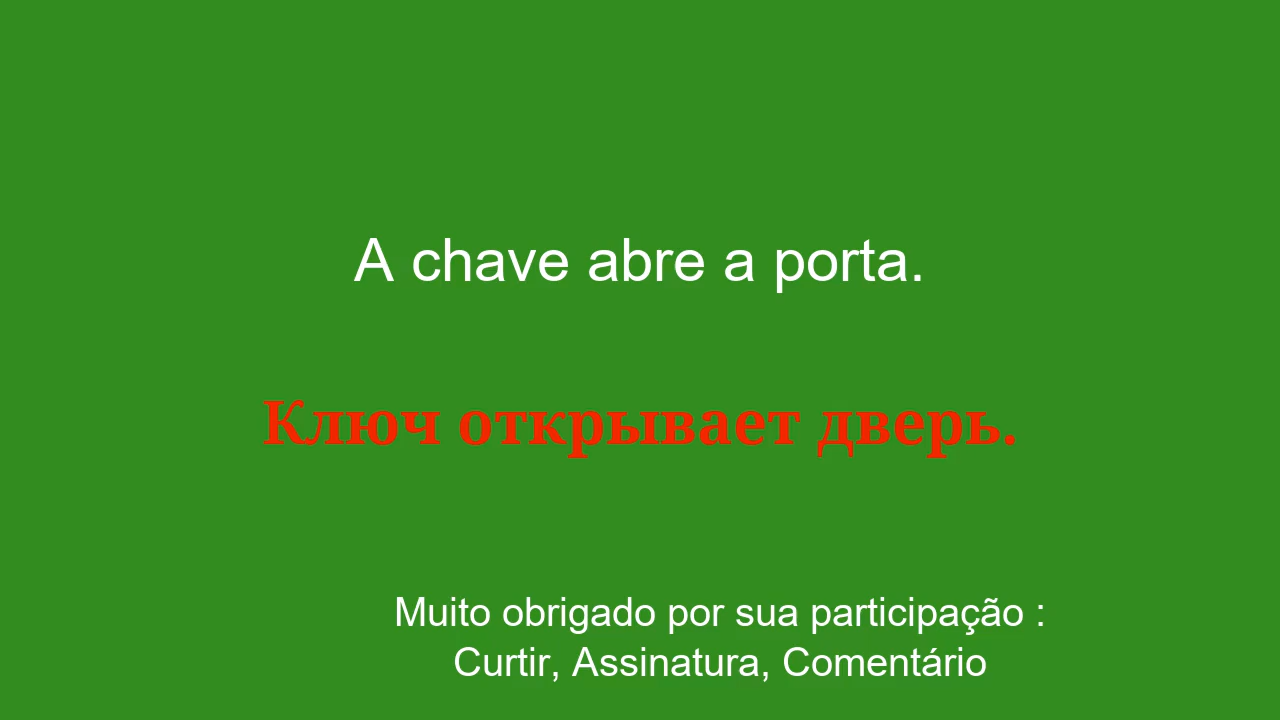 A chave abre a porta.
Ключ открывает дверь.
Muito obrigado por sua participação :
Curtir, Assinatura, Comentário